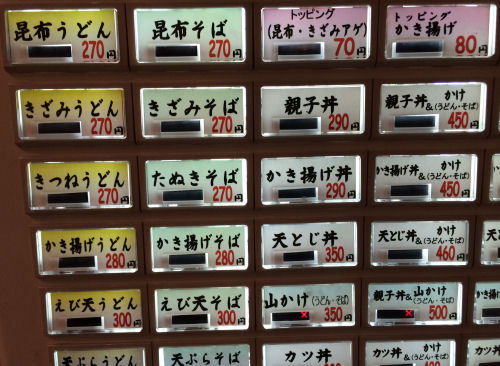 昆布うどん
270円
昆布そば
270円
トッピング
(昆布・きざみアゲ)
70円
トッピング
かき揚げ
80円
きざみうどん
270円
きざみそば
270円
親子丼
290円
親子丼&かけ
(うどん・そば)
450円
きつねうどん
270円
たぬきそば
270円
かき揚げ丼
290円
かき揚げ丼&かけ
(うどん・そば)
450円
かき揚げうどん
280円
かき揚げそば
280円
天とじ丼
350円
天とじ丼&かけ
(うどん・そば)
460円
えび天うどん
300円
えび天そば
300円
山かけ(うどん・そば)
350円
親子丼&山かけ
(うどん・そば)
500円
天ぷらうどん
天ぷらそば
カツ丼
カツ丼&かけ
(うどん・そば)